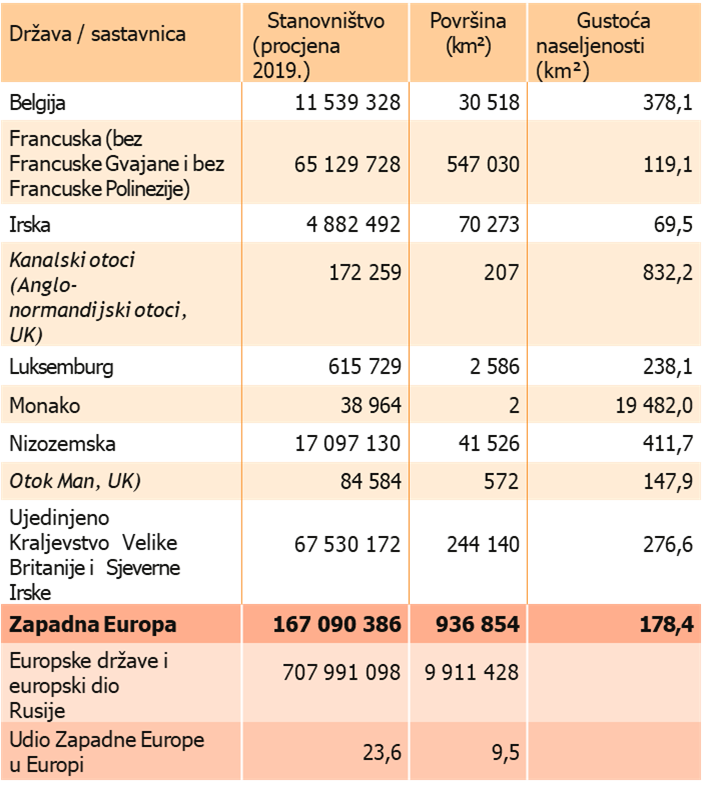 Država / sastavnica Stanovništvo (procjena 2019.) Površina (km²) Gustoća naseljenosti (km²)
Belgija 11 539 328 30 518 378,1
Francuska (bez
Francuske Gvajane i bez 65 129 728 547 030 119,1
Francuske Polinezije)
Irska 4 882 492 70 273 69,5
Kanalski otoci 172 259 207 832,2
(Anglo-
normandijski otoci,
UK)
Luksemburg 615 729 2 586 238,1
Monako 38 964 2 19 482,0
Nizozemska 17 097 130 41 526 411,7
Otok Man, UK) 84 584 572 147,9
Ujedinjeno
Kraljevstvo Velike 67 530 172 244 140 276,6
Britanije i Sjeverne
Irske
Zapadna Europa 167 090 386 936 854 178,4
Europske države i
europski dio 707 991 098 9 911 428
Rusije
Udio Zapadne Europe 23,6 9,5
u Europi